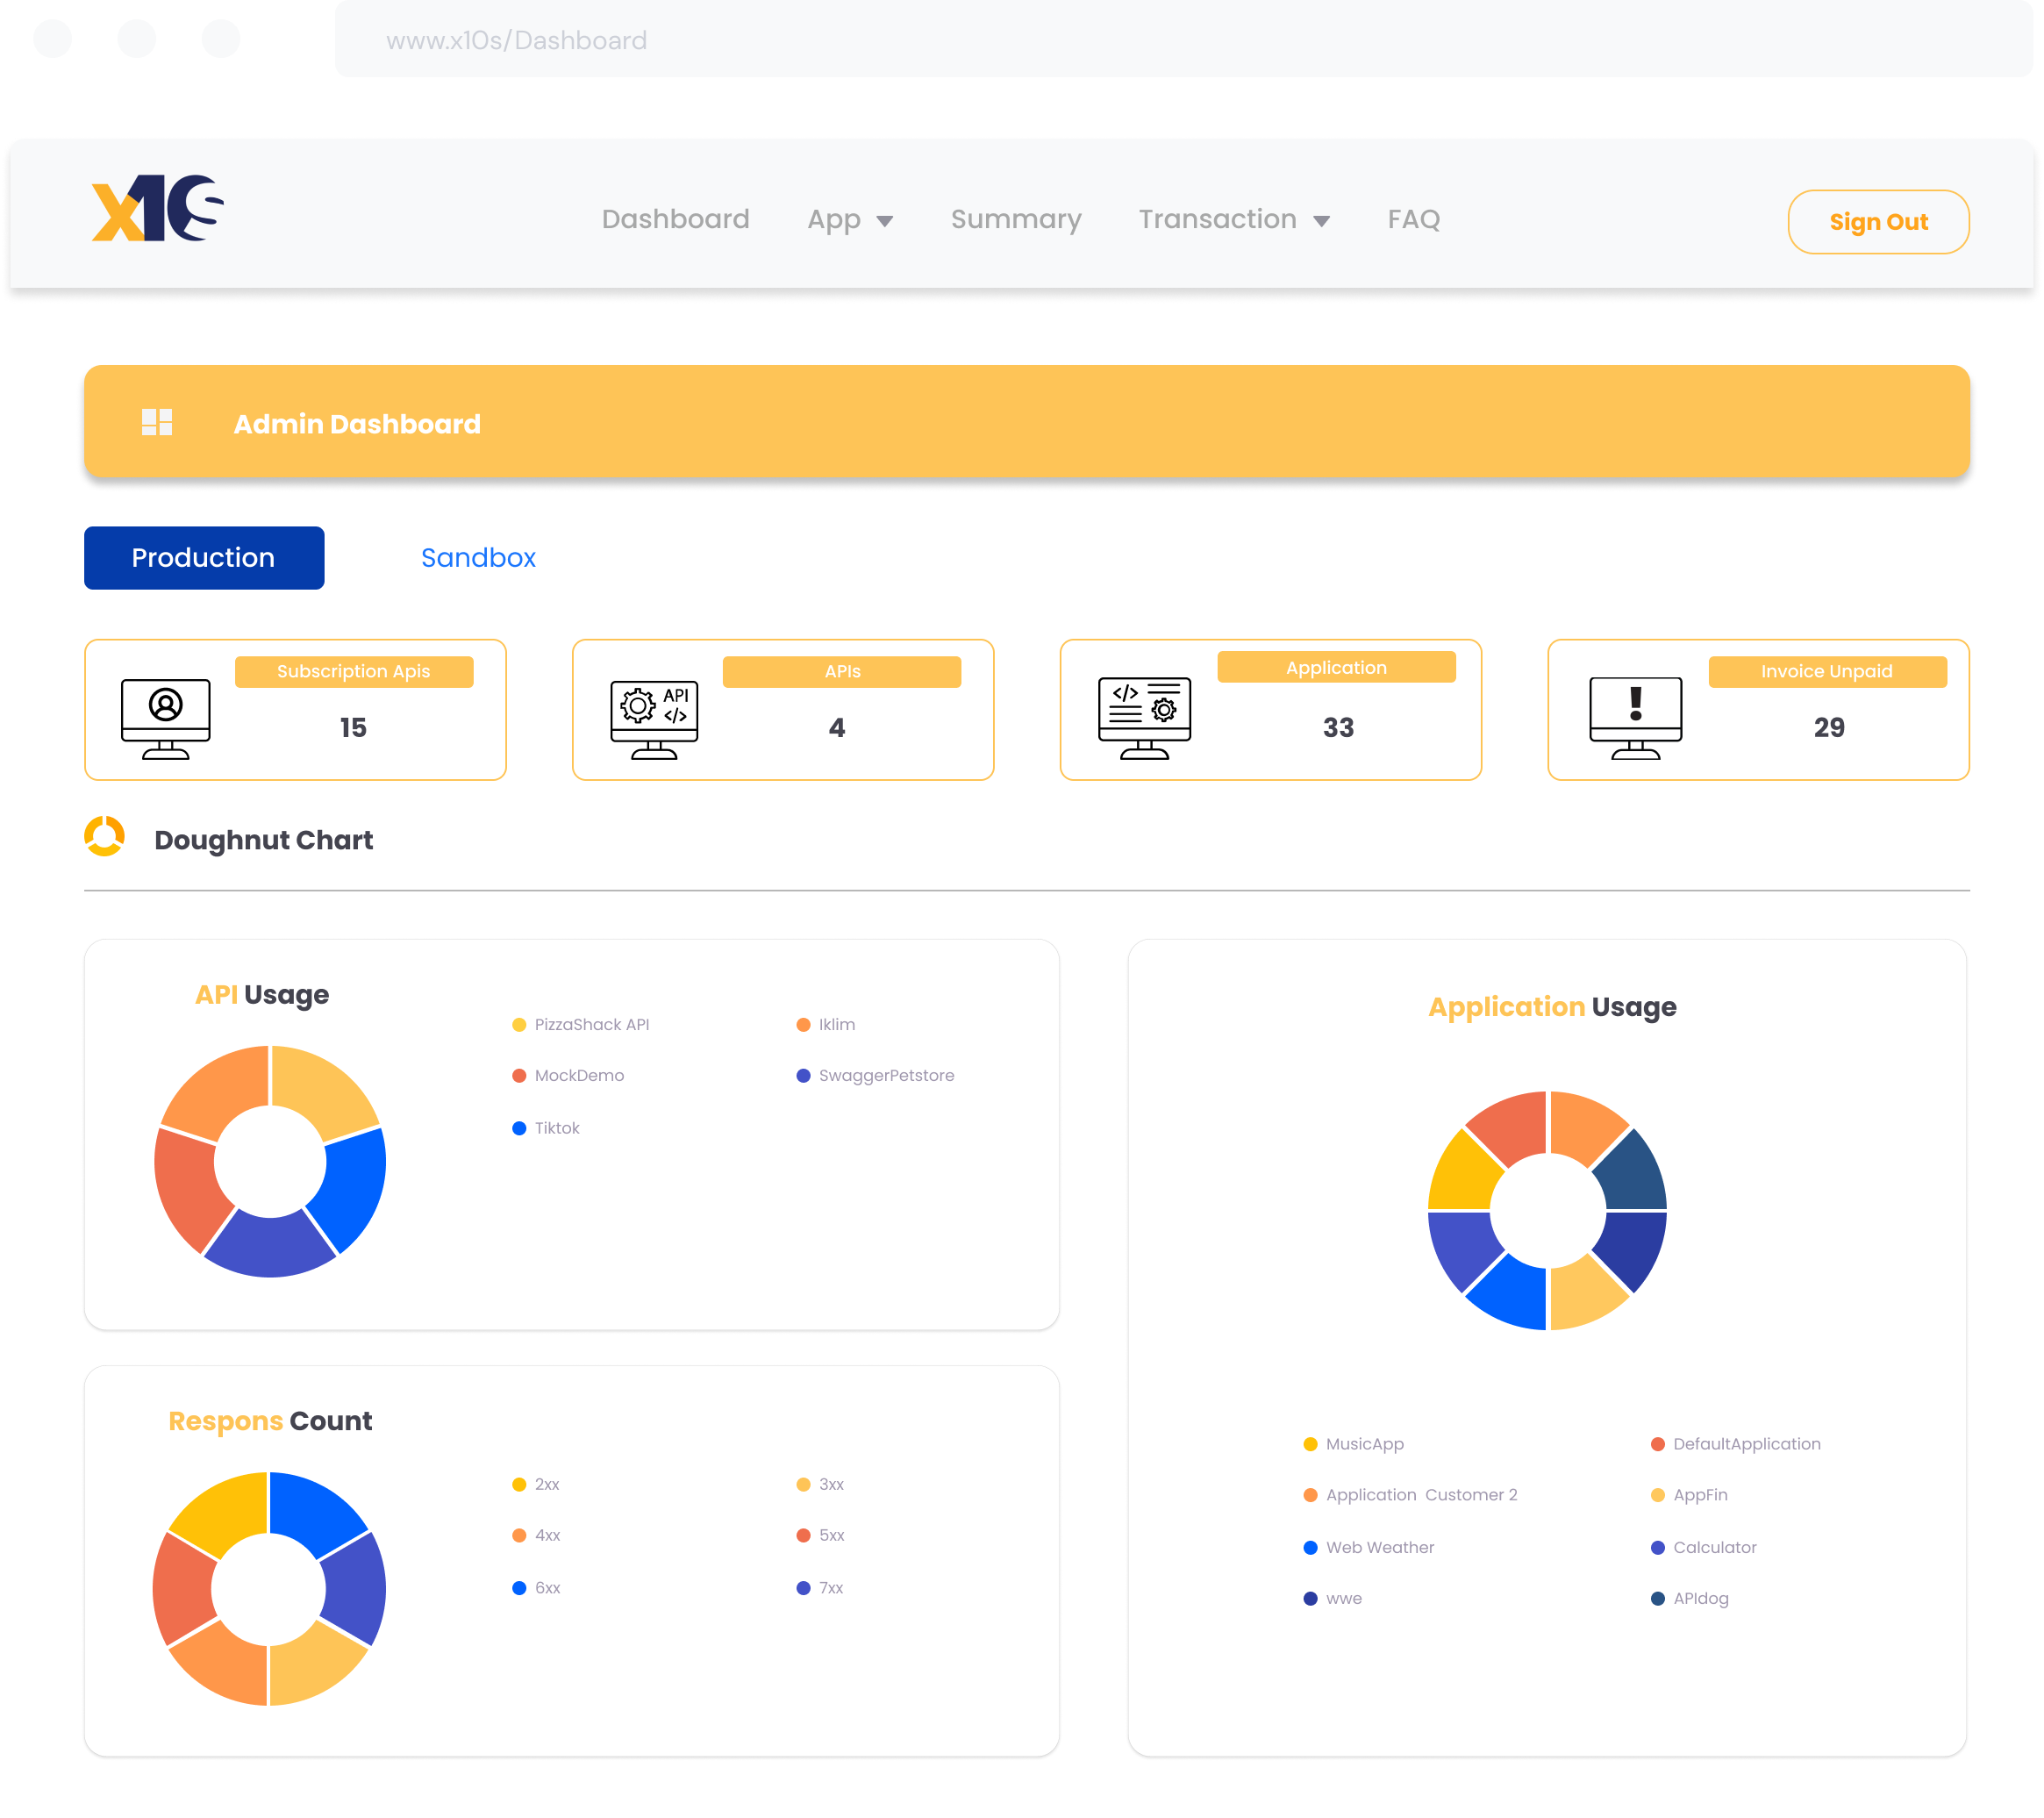 www.x10s/Dashboard
x10s
Dashboard App Summary Transaction FAQ
Sign Out
Admin Dashboard
Production Sandbox
Subscription Apis
15
API
</>
APIs
4
</>
Application
33
!
Invoice Unpaid
29
Doughnut Chart
API Usage
PizzaShack API Iklim
MockDemo SwaggerPetstore
Tiktok
Respons Count
2xx 3xx
4xx 5xx
6xx 7xx
Application Usage
MusicApp DefaultApplication
Application  Customer 2 AppFin
Web Weather Calculator
wwe APIdog